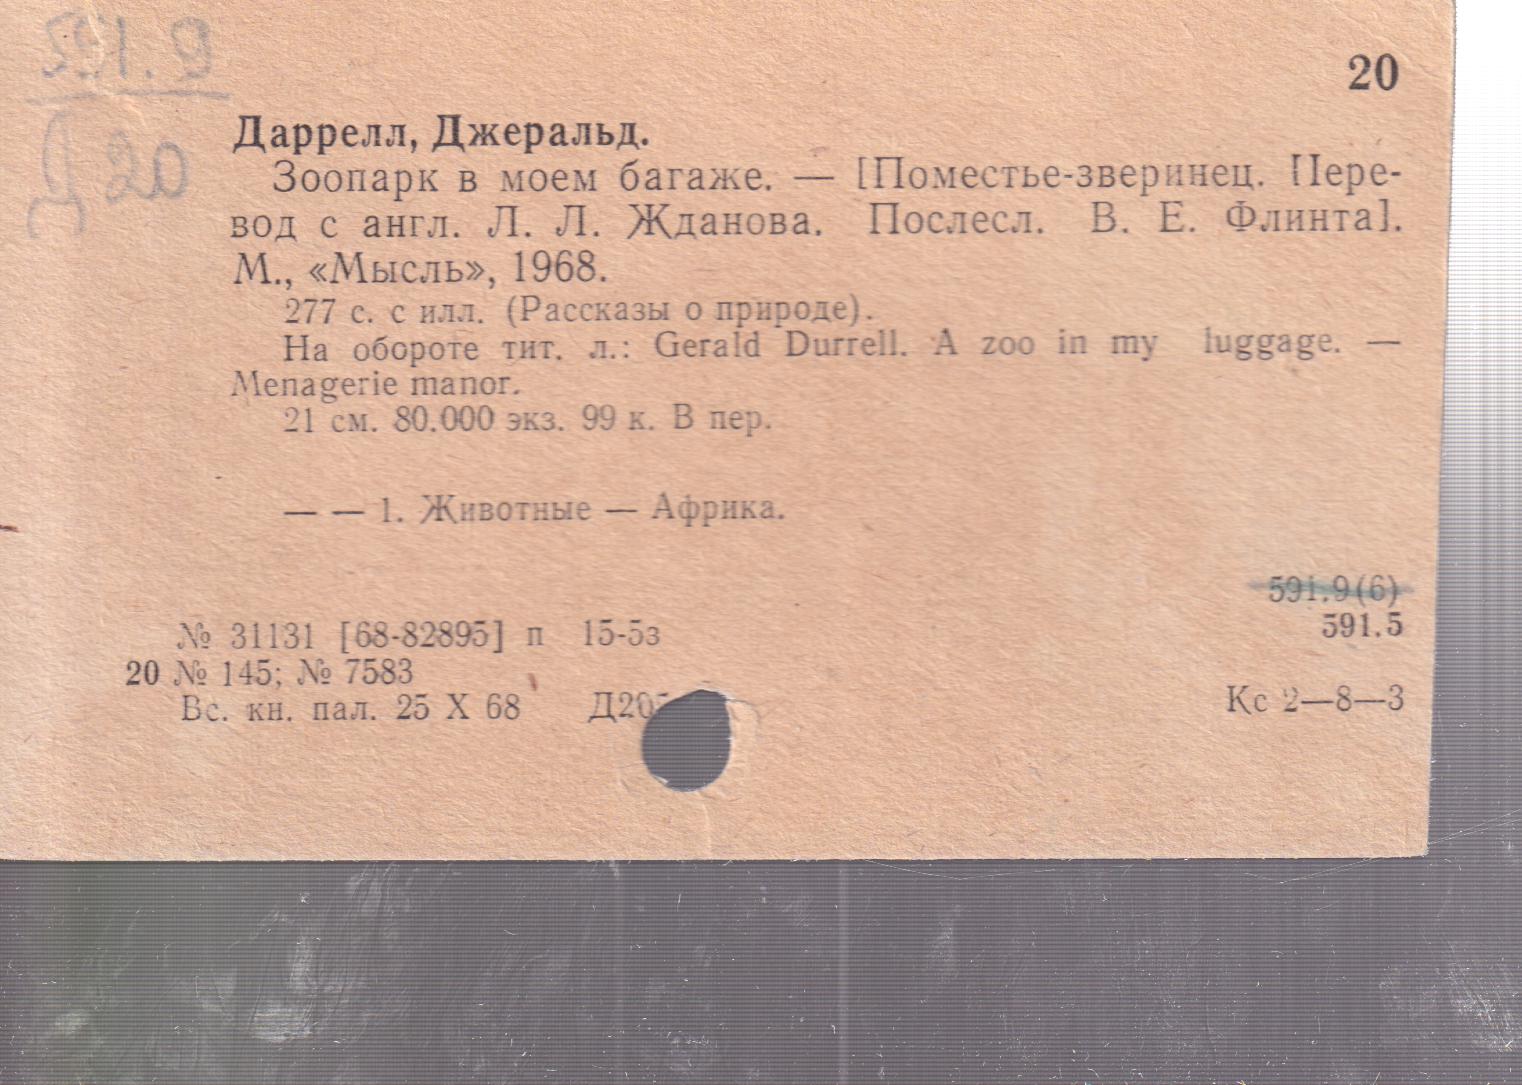 591.9
20
Д20
Даррелл, Джеральд.
Зоопарк в моем багаже. — [Поместье-зверинец. Пере-
вод с англ. Л. Л. Жданова. Послесл. В. Е. Флинта].
М., «Мысль», 1968.
277 с. с илл. (Рассказы о природе).
На обороте тит. л.: Gerald Durrell. A zoo in my luggage. —
Menagerie manor.
21 см. 80.000 экз. 99 к. В пер.
— — 1. Животные — Африка.
591.9(6)
591.5
№ 31131 [68-82895] п 15-5з
20 № 145; № 7583
Вс. кн. пал. 25 X 68
Кс 2—8—3